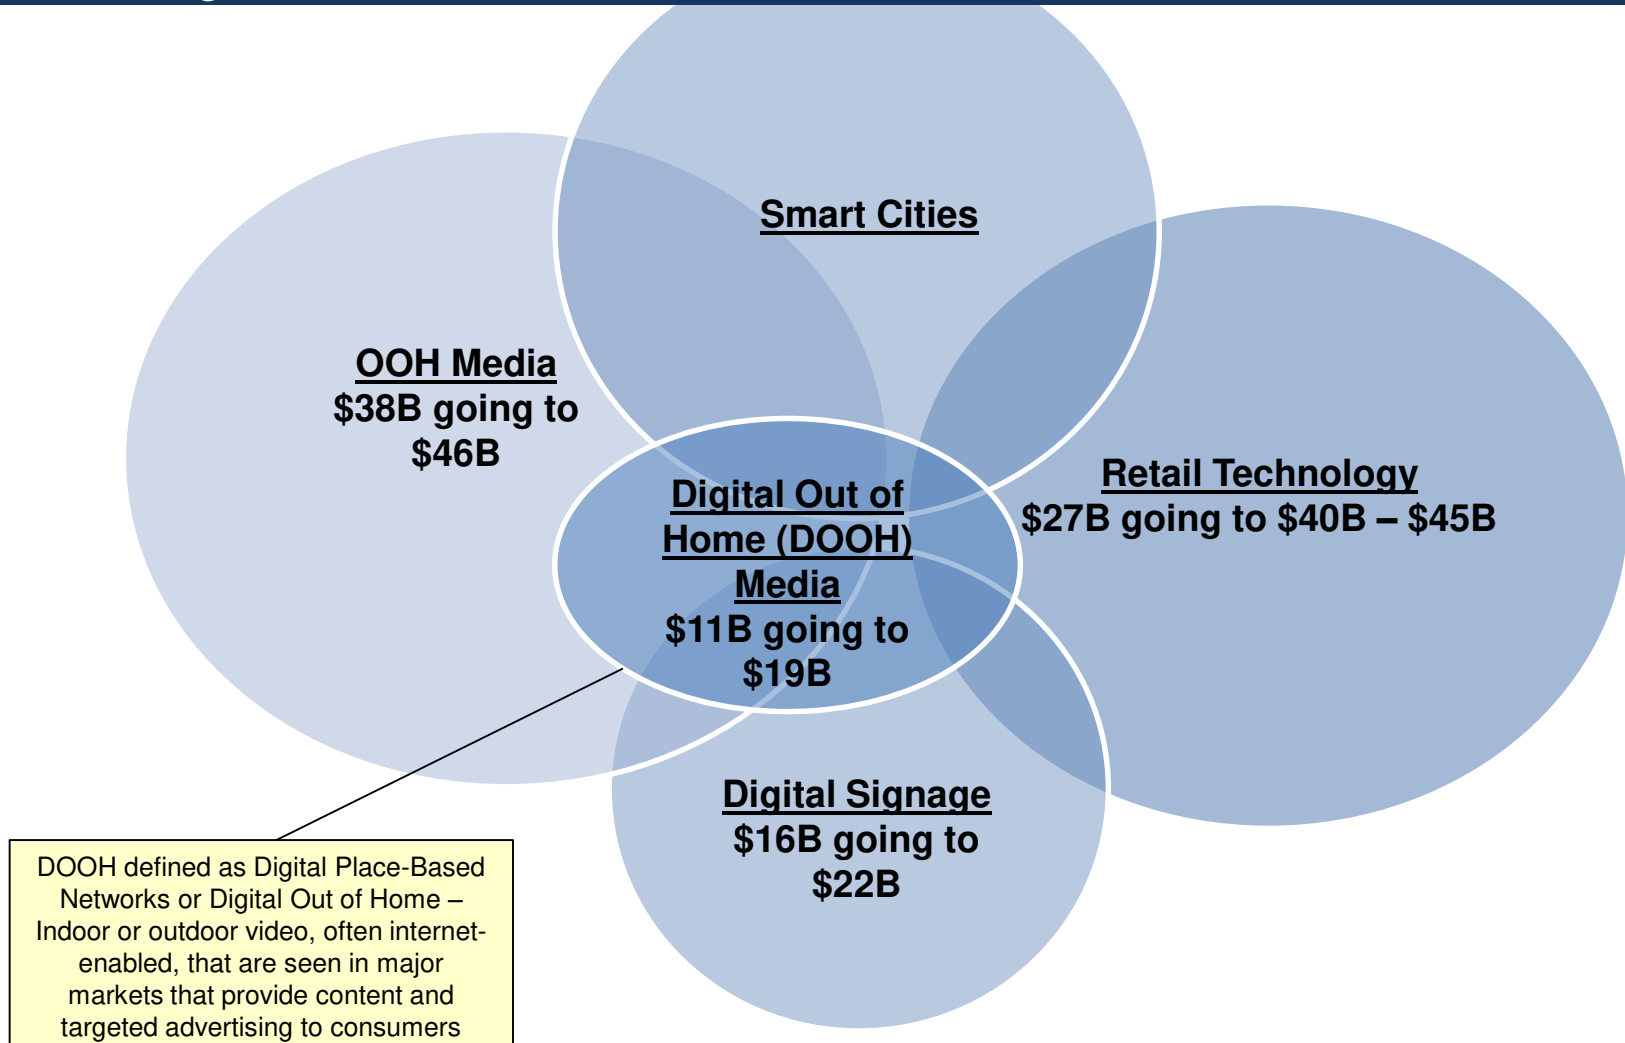 Smart Cities
OOH Media
$38B going to
$46B
Retail Technology
$27B going to $40B – $45B
Digital Out of
Home (DOOH)
Media
$11B going to
$19B
Digital Signage
$16B going to
$22B
DOOH defined as Digital Place-Based
Networks or Digital Out of Home –
Indoor or outdoor video, often internet-
enabled, that are seen in major
markets that provide content and
targeted advertising to consumers